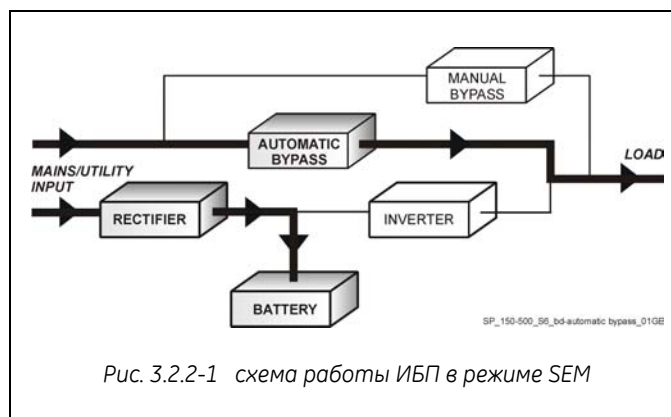 MANUAL
BYPASS
AUTOMATIC
BYPASS
LOAD
MAINS/UTILITY
INPUT
RECTIFIER
INVERTER
BATTERY
SP_150-500_S6_bd-automatic bypass_01GB
Рис. 3.2.2-1 схема работы ИБП в режиме SEM